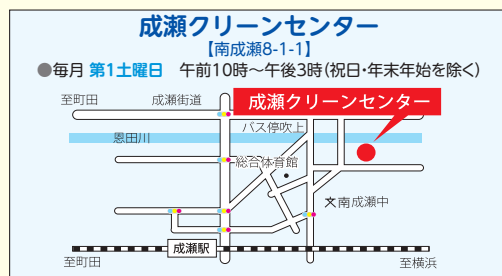 成瀬クリーンセンター
【南成瀬8-1-1】
●毎月 第1土曜日 午前10時～午後3時(祝日・年末年始を除く)
至町田
成瀬街道
成瀬クリーンセンター
バス停吹上
恩田川
総合体育館
文南成瀬中
成瀬駅
至町田
至横浜